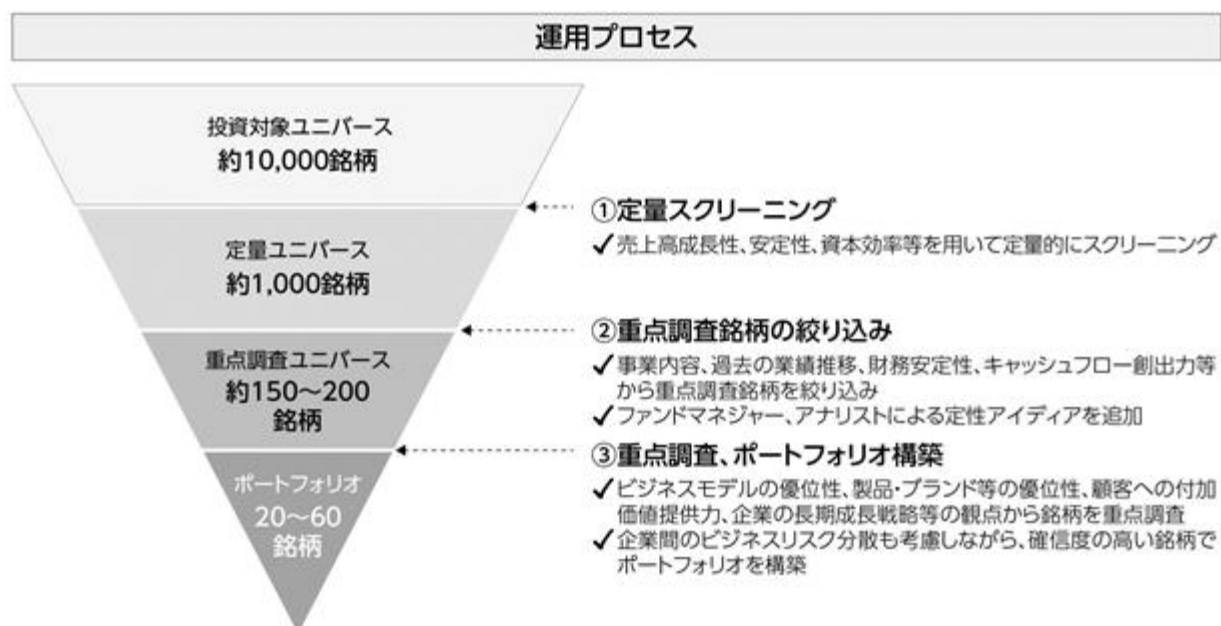 運用プロセス
投資対象ユニバース
約10,000銘柄
①定量スクリーニング
✓売上高成長性、安定性、資本効率等を用いて定量的にスクリーニング
定量ユニバース
約1,000銘柄
②重点調査銘柄の絞り込み
✓事業内容、過去の業績推移、財務安定性、キャッシュフロー創出力等
から重点調査銘柄を絞り込み
✓ファンドマネジャー、アナリストによる定性アイディアを追加
重点調査ユニバース
約150～200
銘柄
③重点調査、ポートフォリオ構築
✓ビジネスモデルの優位性、製品・ブランド等の優位性、顧客への付加
価値提供力、企業の長期成長戦略等の観点から銘柄を重点調査
✓企業間のビジネスリスク分散も考慮しながら、確信度の高い銘柄で
ポートフォリオを構築
ポートフォリオ
20～60
銘柄